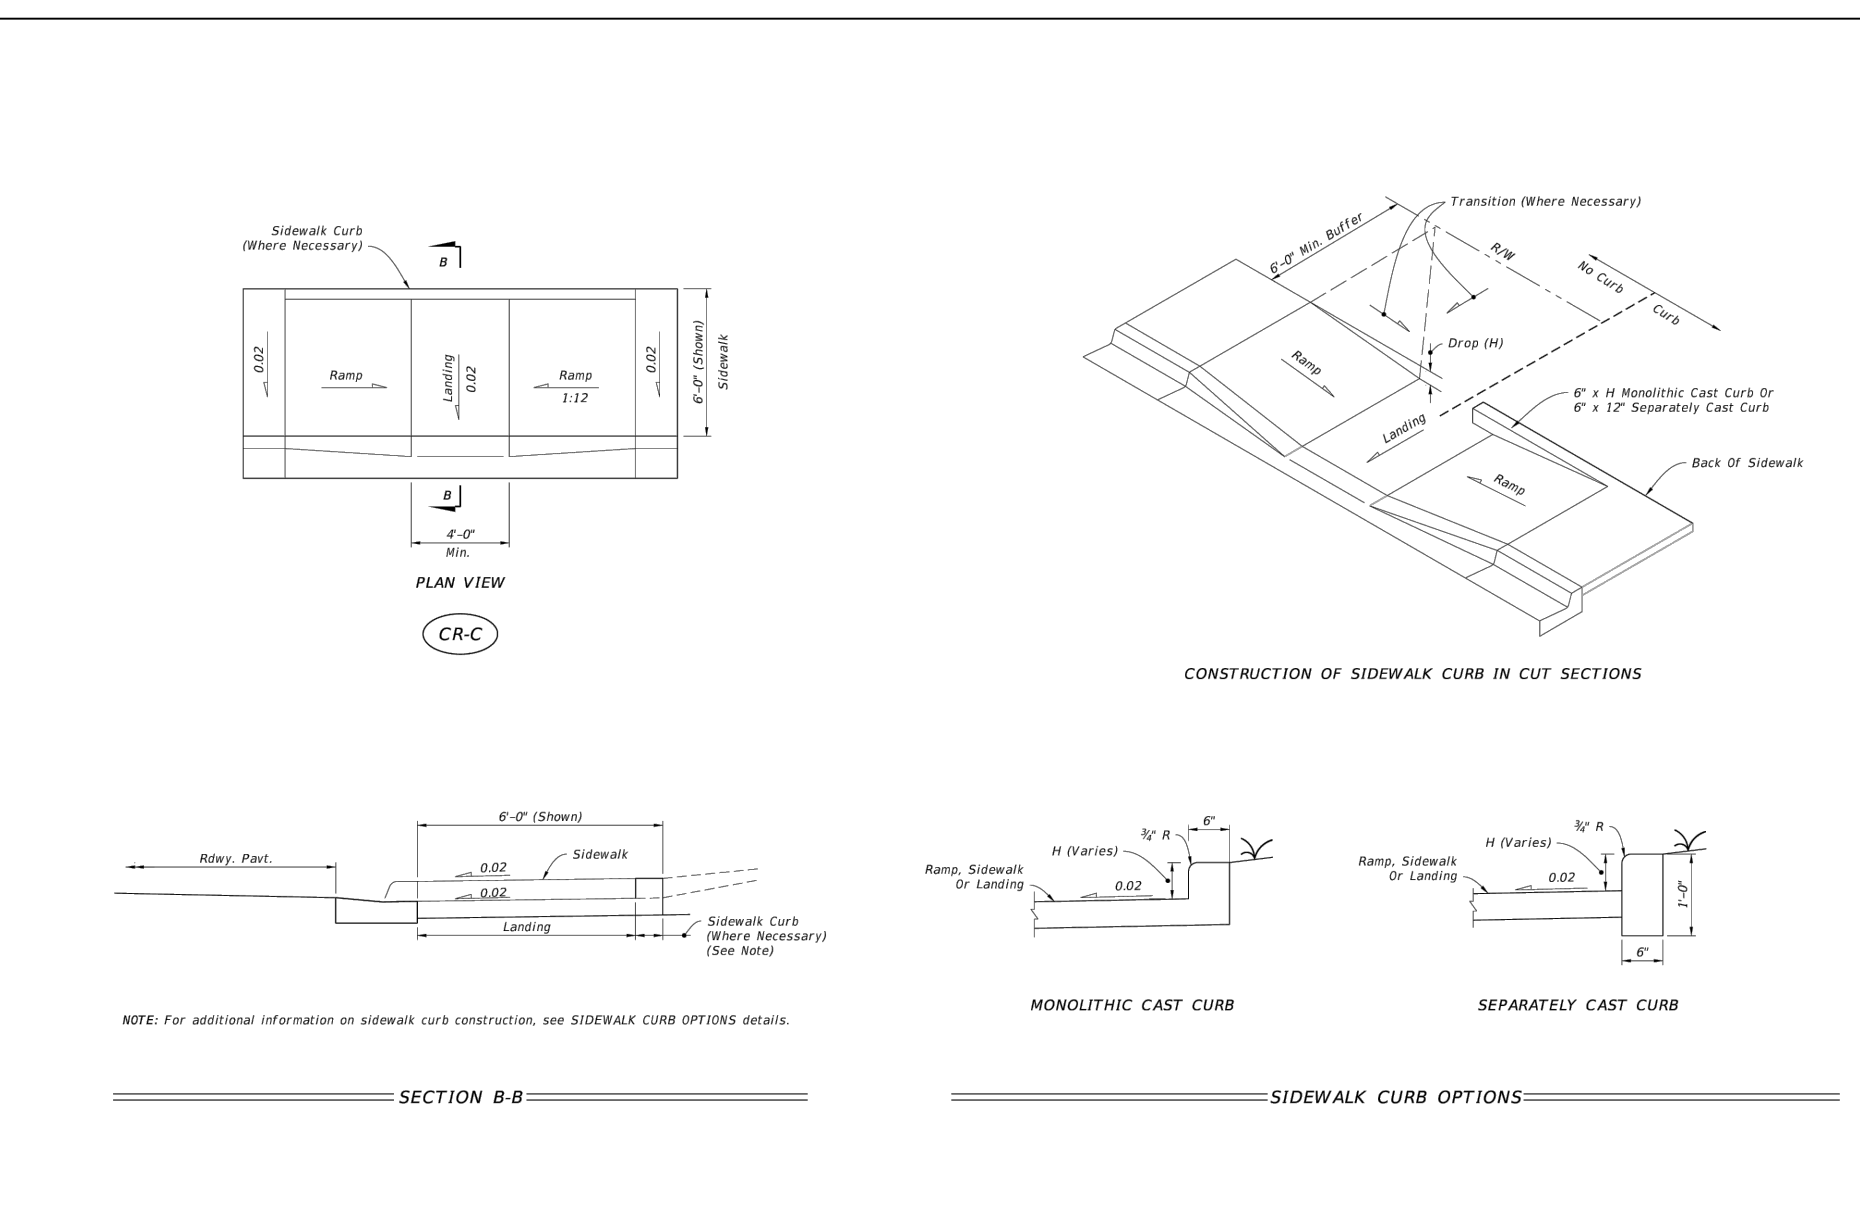 Sidewalk Curb
(Where Necessary)
B
0.02
Ramp
Landing
0.02
Ramp
1:12
0.02
6'-0" (Shown)
Sidewalk
B
4'-0"
Min.
PLAN VIEW
CR-C
Transition (Where Necessary)
6'-0" Min. Buffer
R/W
No Curb
Curb
Drop (H)
Ramp
6" x H Monolithic Cast Curb Or
6" x 12" Separately Cast Curb
Landing
Back Of Sidewalk
Ramp
CONSTRUCTION OF SIDEWALK CURB IN CUT SECTIONS
6'-0" (Shown)
Rdwy. Pavt.
Sidewalk
0.02
0.02
Landing
Sidewalk Curb
(Where Necessary)
(See Note)
NOTE: For additional information on sidewalk curb construction, see SIDEWALK CURB OPTIONS details.
SECTION B-B
6"
¾" R
H (Varies)
Ramp, Sidewalk
Or Landing
0.02
MONOLITHIC CAST CURB
¾" R
H (Varies)
Ramp, Sidewalk
Or Landing
0.02
1'-0"
6"
SEPARATELY CAST CURB
SIDEWALK CURB OPTIONS